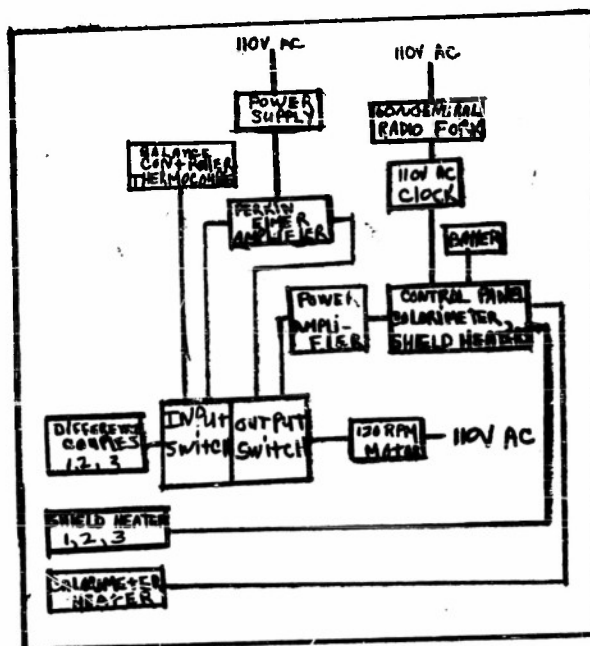 110V AC
110V AC
POWER
SUPPLY
RADIO FORK
110V AC
CLOCK
BALANCE
THERMOCOUPLE
PERKIN
ELMER
AMPLIFIER
POWER
AMPLI-
FIER
CONTROL PANEL
CALORIMETER,
SHIELD HEATER
DIFFERENCE
COUPLES
1, 2, 3
INPUT
SWITCH
OUTPUT
SWITCH
120 RPM
MOTOR
110V AC
SHIELD HEATER
1, 2, 3
CALORIMETER
HEATER